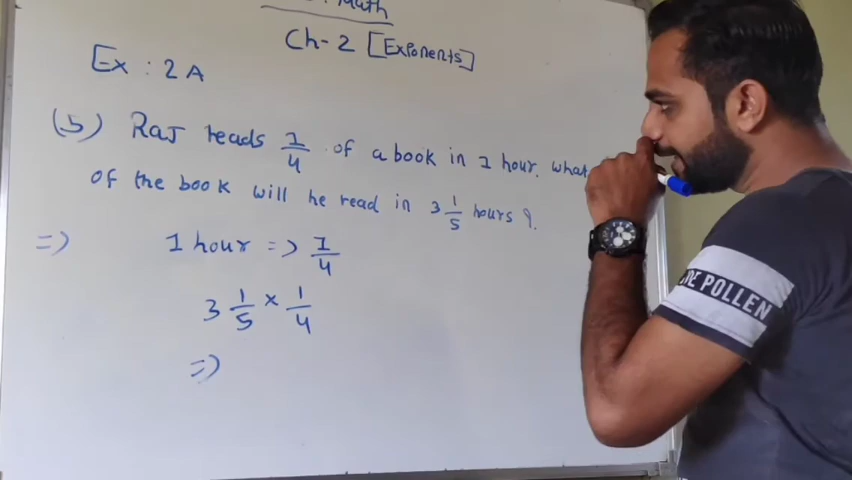 Math
Ch-2 [Exponents]
Ex : 2A
(5) Raj reads 1/4 of a book in 1 hour. what
of the book will he read in 3 1/5 hours ?
=> 1 hour => 1/4
3 1/5 × 1/4
=>
DE POLLEN